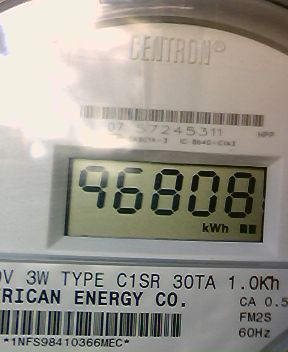 CENTRON®
07 57245311
96808
kWh
V 3W TYPE C1SR 30TA 1.0Kh
RICAN ENERGY CO.
CA 0.5
FM2S
60Hz
*1NFS98410366MEC*